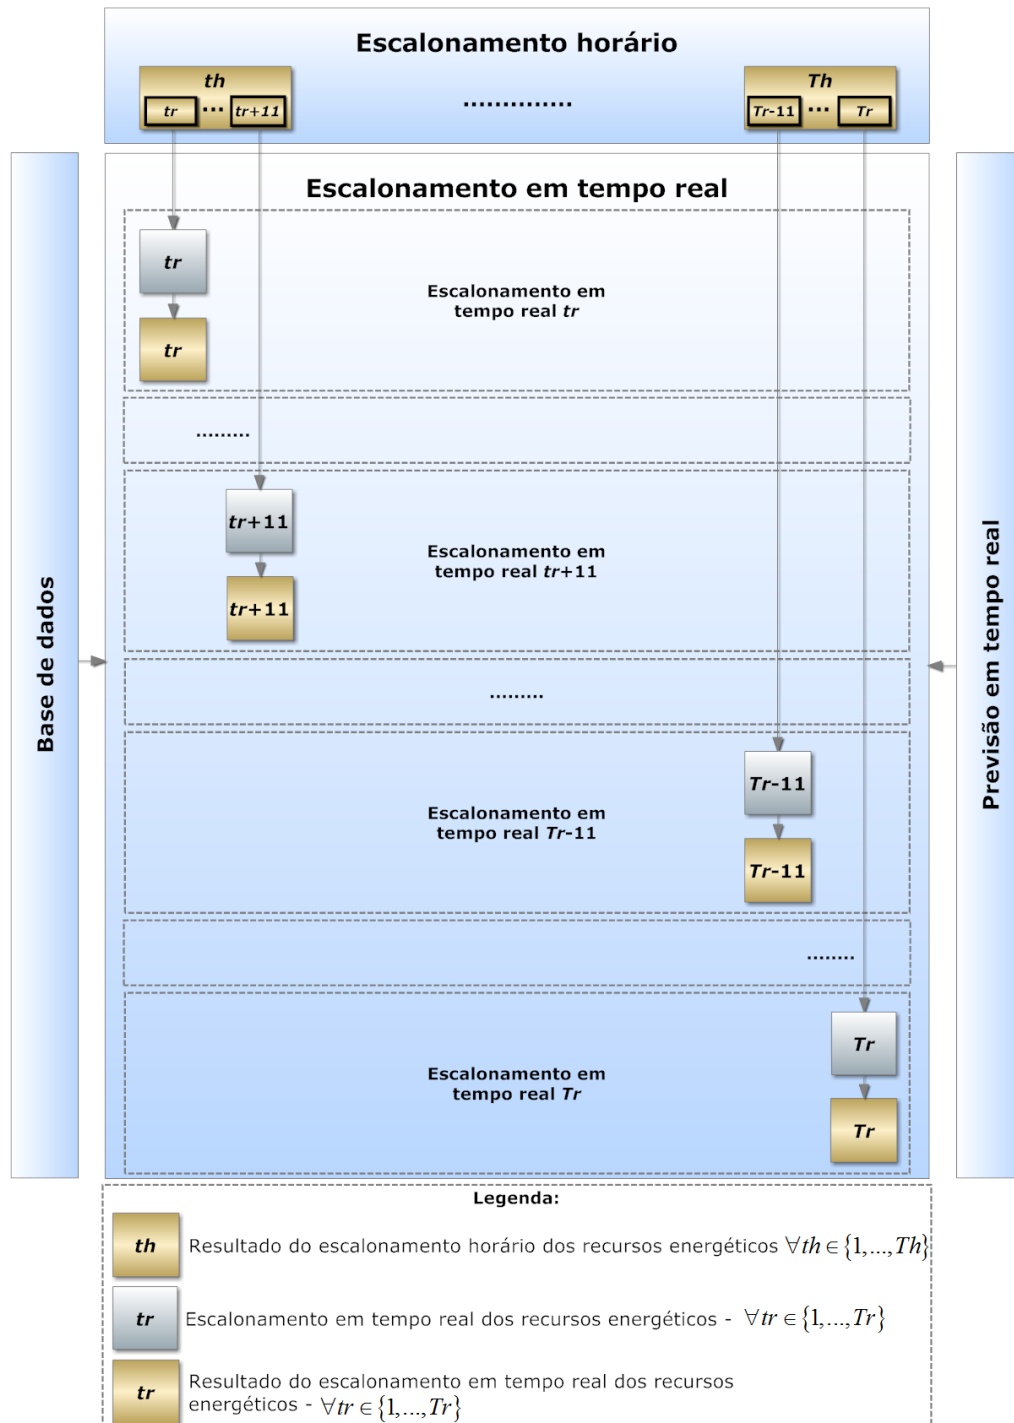 Escalonamento horário
th
Th
tr ... tr+11
..............
Tr-11 ... Tr
Escalonamento em tempo real
tr
Escalonamento em
tempo real tr
tr
.........
tr+11
Escalonamento em
tempo real tr+11
tr+11
.........
Tr-11
Escalonamento em
tempo real Tr-11
Tr-11
........
Tr
Escalonamento em
tempo real Tr
Tr
Base de dados
Previsão em tempo real
Legenda:
th Resultado do escalonamento horário dos recursos energéticos ∀th∈{1,...,Th}
tr Escalonamento em tempo real dos recursos energéticos - ∀tr∈{1,...,Tr}
tr Resultado do escalonamento em tempo real dos recursos
energéticos - ∀tr∈{1,...,Tr}